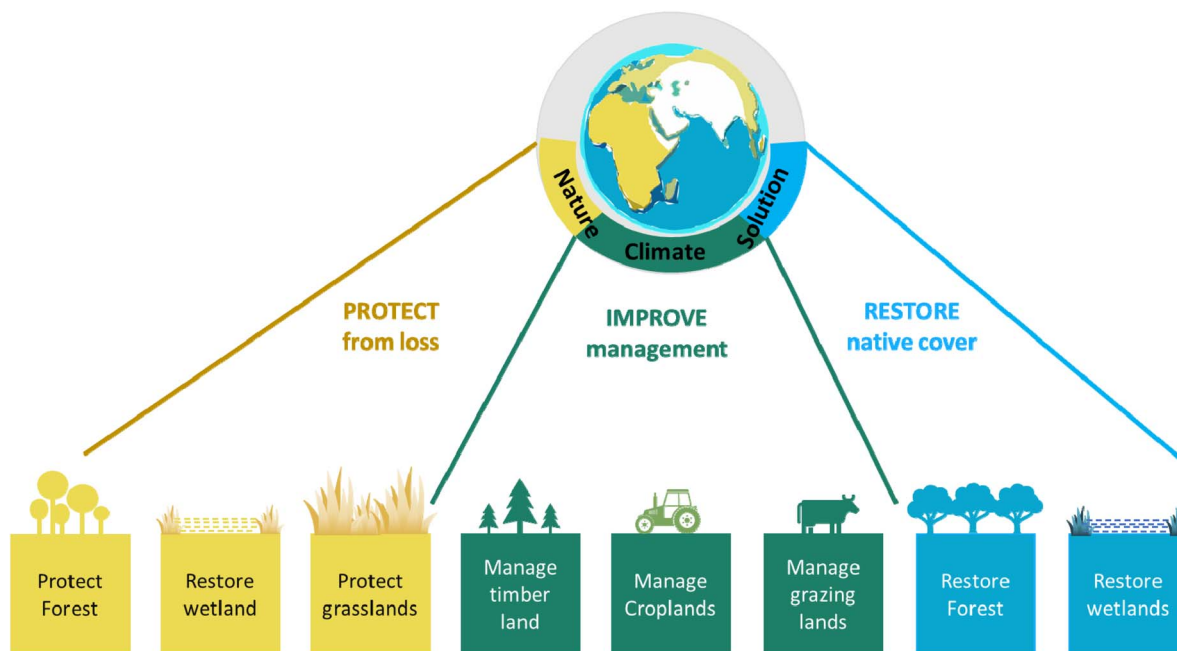 Nature
Climate
Solution
PROTECT
from loss
IMPROVE
management
RESTORE
native cover
Protect
Forest
Restore
wetland
Protect
grasslands
Manage
timber
land
Manage
Croplands
Manage
grazing
lands
Restore
Forest
Restore
wetlands